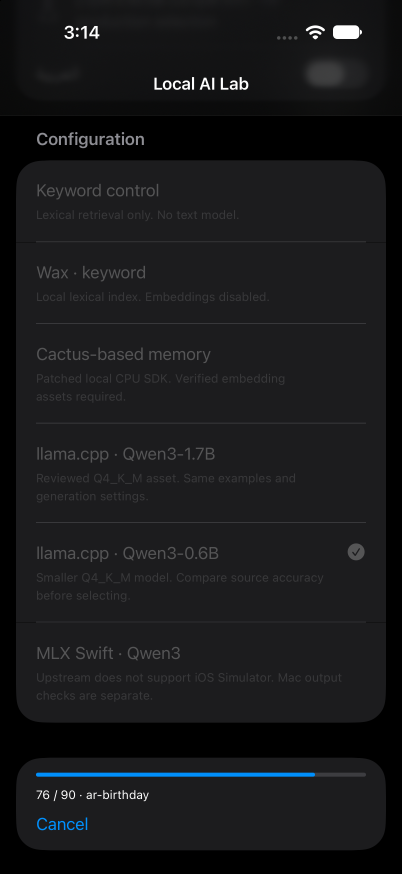 3:14
Local AI Lab
Configuration
Keyword control
Lexical retrieval only. No text model.
Wax · keyword
Local lexical index. Embeddings disabled.
Cactus-based memory
Patched local CPU SDK. Verified embedding
assets required.
llama.cpp · Qwen3-1.7B
Reviewed Q4_K_M asset. Same examples and
generation settings.
llama.cpp · Qwen3-0.6B
Smaller Q4_K_M model. Compare source accuracy
before selecting.
MLX Swift · Qwen3
Upstream does not support iOS Simulator. Mac output
checks are separate.
76 / 90 · ar-birthday
Cancel